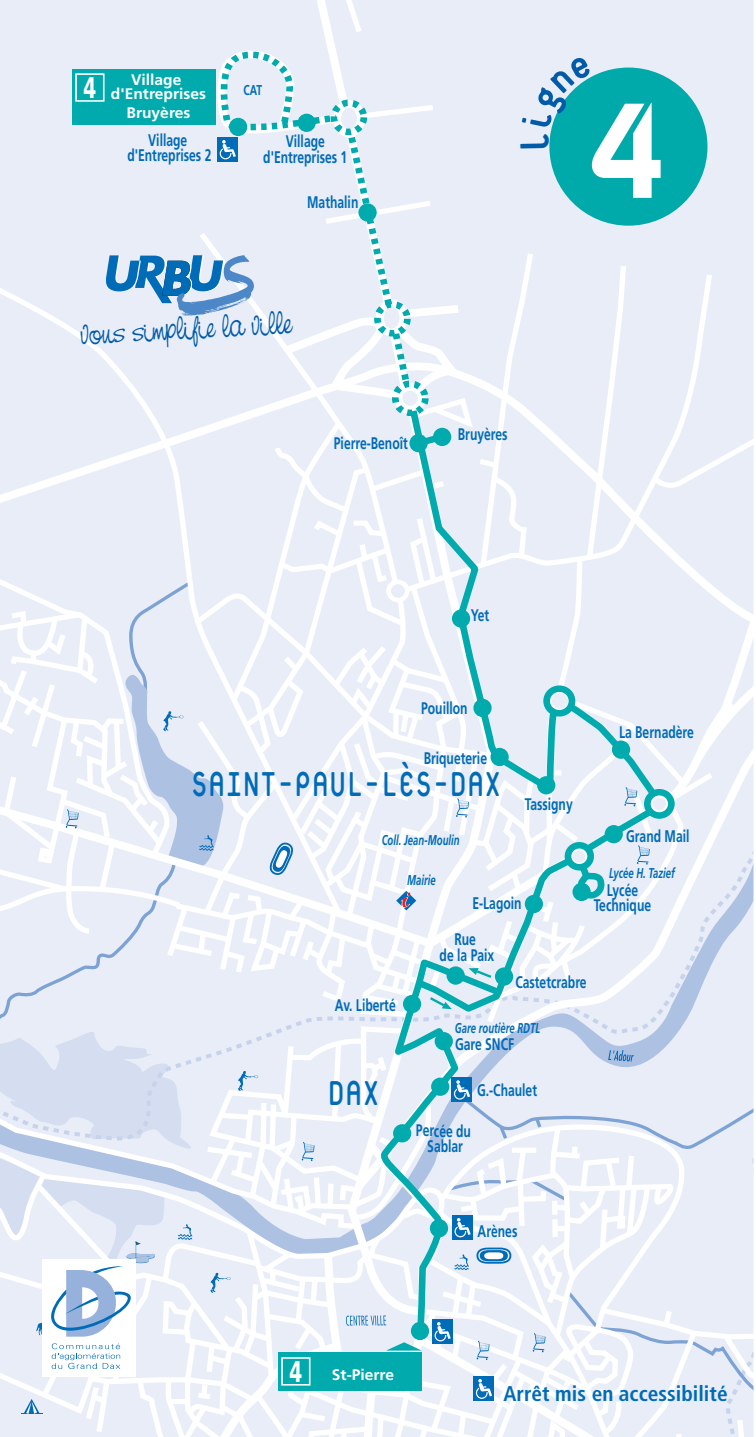 Ligne
4
4 Village
d'Entreprises
Bruyères
CAT
Village
d'Entreprises 2
Village
d'Entreprises 1
Mathalin
URBUS
Vous simplifie la Ville
Pierre-Benoît
Bruyères
Yet
Pouillon
La Bernadère
Briqueterie
SAINT-PAUL-LÈS-DAX
Tassigny
Coll. Jean-Moulin
Grand Mail
Mairie
Lycée H. Tazief
Lycée
Technique
E-Lagoin
Rue
de la Paix
Castetcrabre
Av. Liberté
Gare routière RDTL
Gare SNCF
L'Adour
DAX
G.-Chaulet
Percée du
Sablar
Arènes
CENTRE VILLE
D
Communauté
d'agglomération
du Grand Dax
4 St-Pierre
Arrêt mis en accessibilité